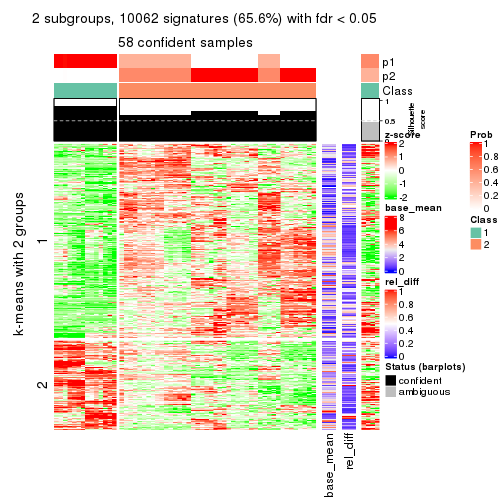 2 subgroups, 10062 signatures (65.6%) with fdr < 0.05
58 confident samples
p1
p2
Class
1
0.5
0
Silhouette
score
k-means with 2 groups
1
2
base_mean
rel_diff
z-score
2
1
0
-1
-2
base_mean
8
6
4
2
0
rel_diff
1
0.8
0.6
0.4
0.2
0
Status (barplots)
confident
ambiguous
Prob
1
0.8
0.6
0.4
0.2
0
Class
1
2